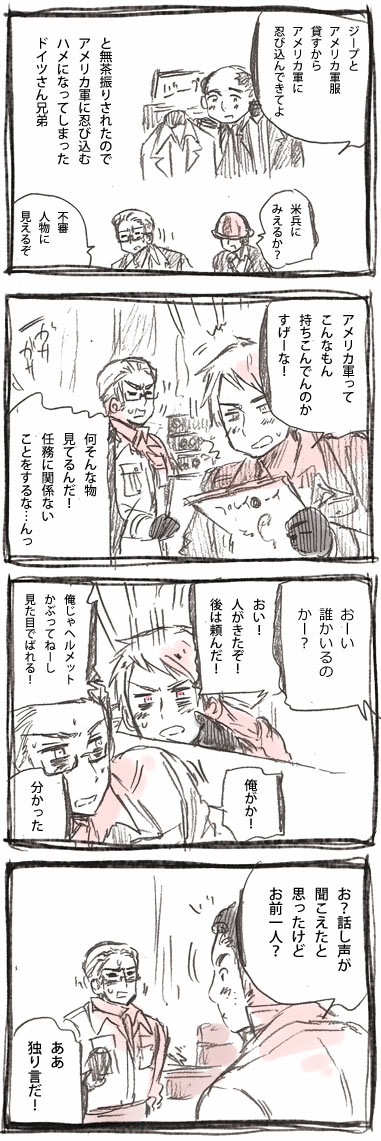 ジープと
アメリカ軍服
貸すから
アメリカ軍に
忍び込んできてよ
と無茶振りされたので
アメリカ軍に忍び込む
ハメになってしまった
ドイツさん兄弟
米兵に
みえるか？
不審
人物に
見えるぞ
アメリカ軍って
こんなもん
持ちこんでんのか
すげーな！
何そんな物
見てるんだ！
任務に関係ない
ことをするな…んっ
おーい
誰かいるの
かー？
おい！
人がきたぞ！
後は頼んだ！
俺じゃヘルメット
かぶってねーし
見た目でばれる！
俺がか！
分かった
お？話し声が
聞こえたと
思ったけど
お前一人？
ああ
独り言だ！